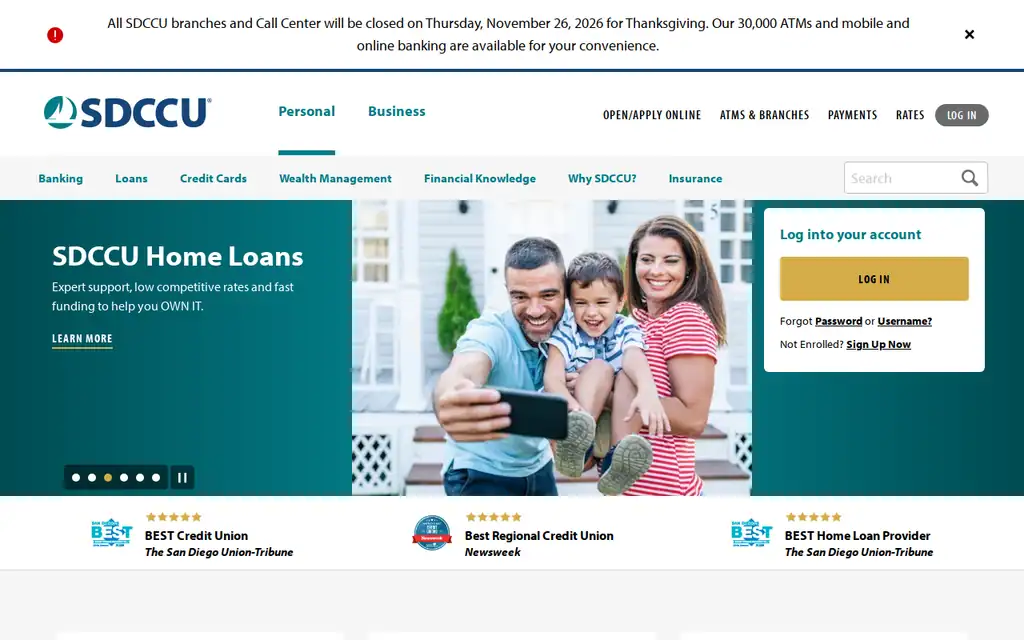 All SDCCU branches and Call Center will be closed on Thursday, November 26, 2026 for Thanksgiving. Our 30,000 ATMs and mobile and
online banking are available for your convenience.
SDCCU®
Personal
Business
OPEN/APPLY ONLINE
ATMS & BRANCHES
PAYMENTS
RATES
LOG IN
Banking
Loans
Credit Cards
Wealth Management
Financial Knowledge
Why SDCCU?
Insurance
Search
SDCCU Home Loans
Expert support, low competitive rates and fast
funding to help you OWN IT.
LEARN MORE
5
Log into your account
LOG IN
Forgot Password or Username?
Not Enrolled? Sign Up Now
BEST
BEST Credit Union
The San Diego Union-Tribune
Newsweek
Best Regional Credit Union
Newsweek
BEST
BEST Home Loan Provider
The San Diego Union-Tribune